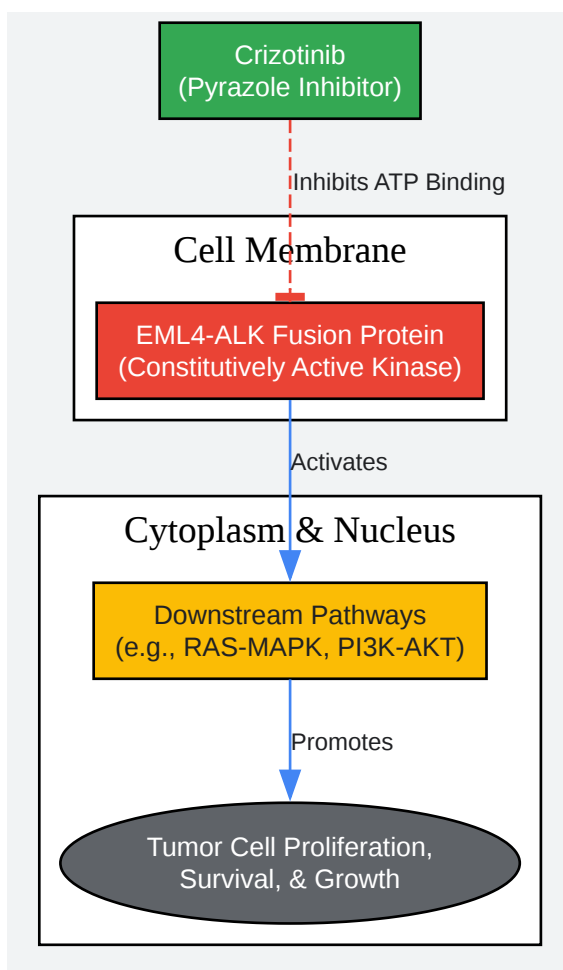 Crizotinib
(Pyrazole Inhibitor)
Inhibits ATP Binding
Cell Membrane
EML4-ALK Fusion Protein
(Constitutively Active Kinase)
Activates
Cytoplasm & Nucleus
Downstream Pathways
(e.g., RAS-MAPK, PI3K-AKT)
Promotes
Tumor Cell Proliferation,
Survival, & Growth